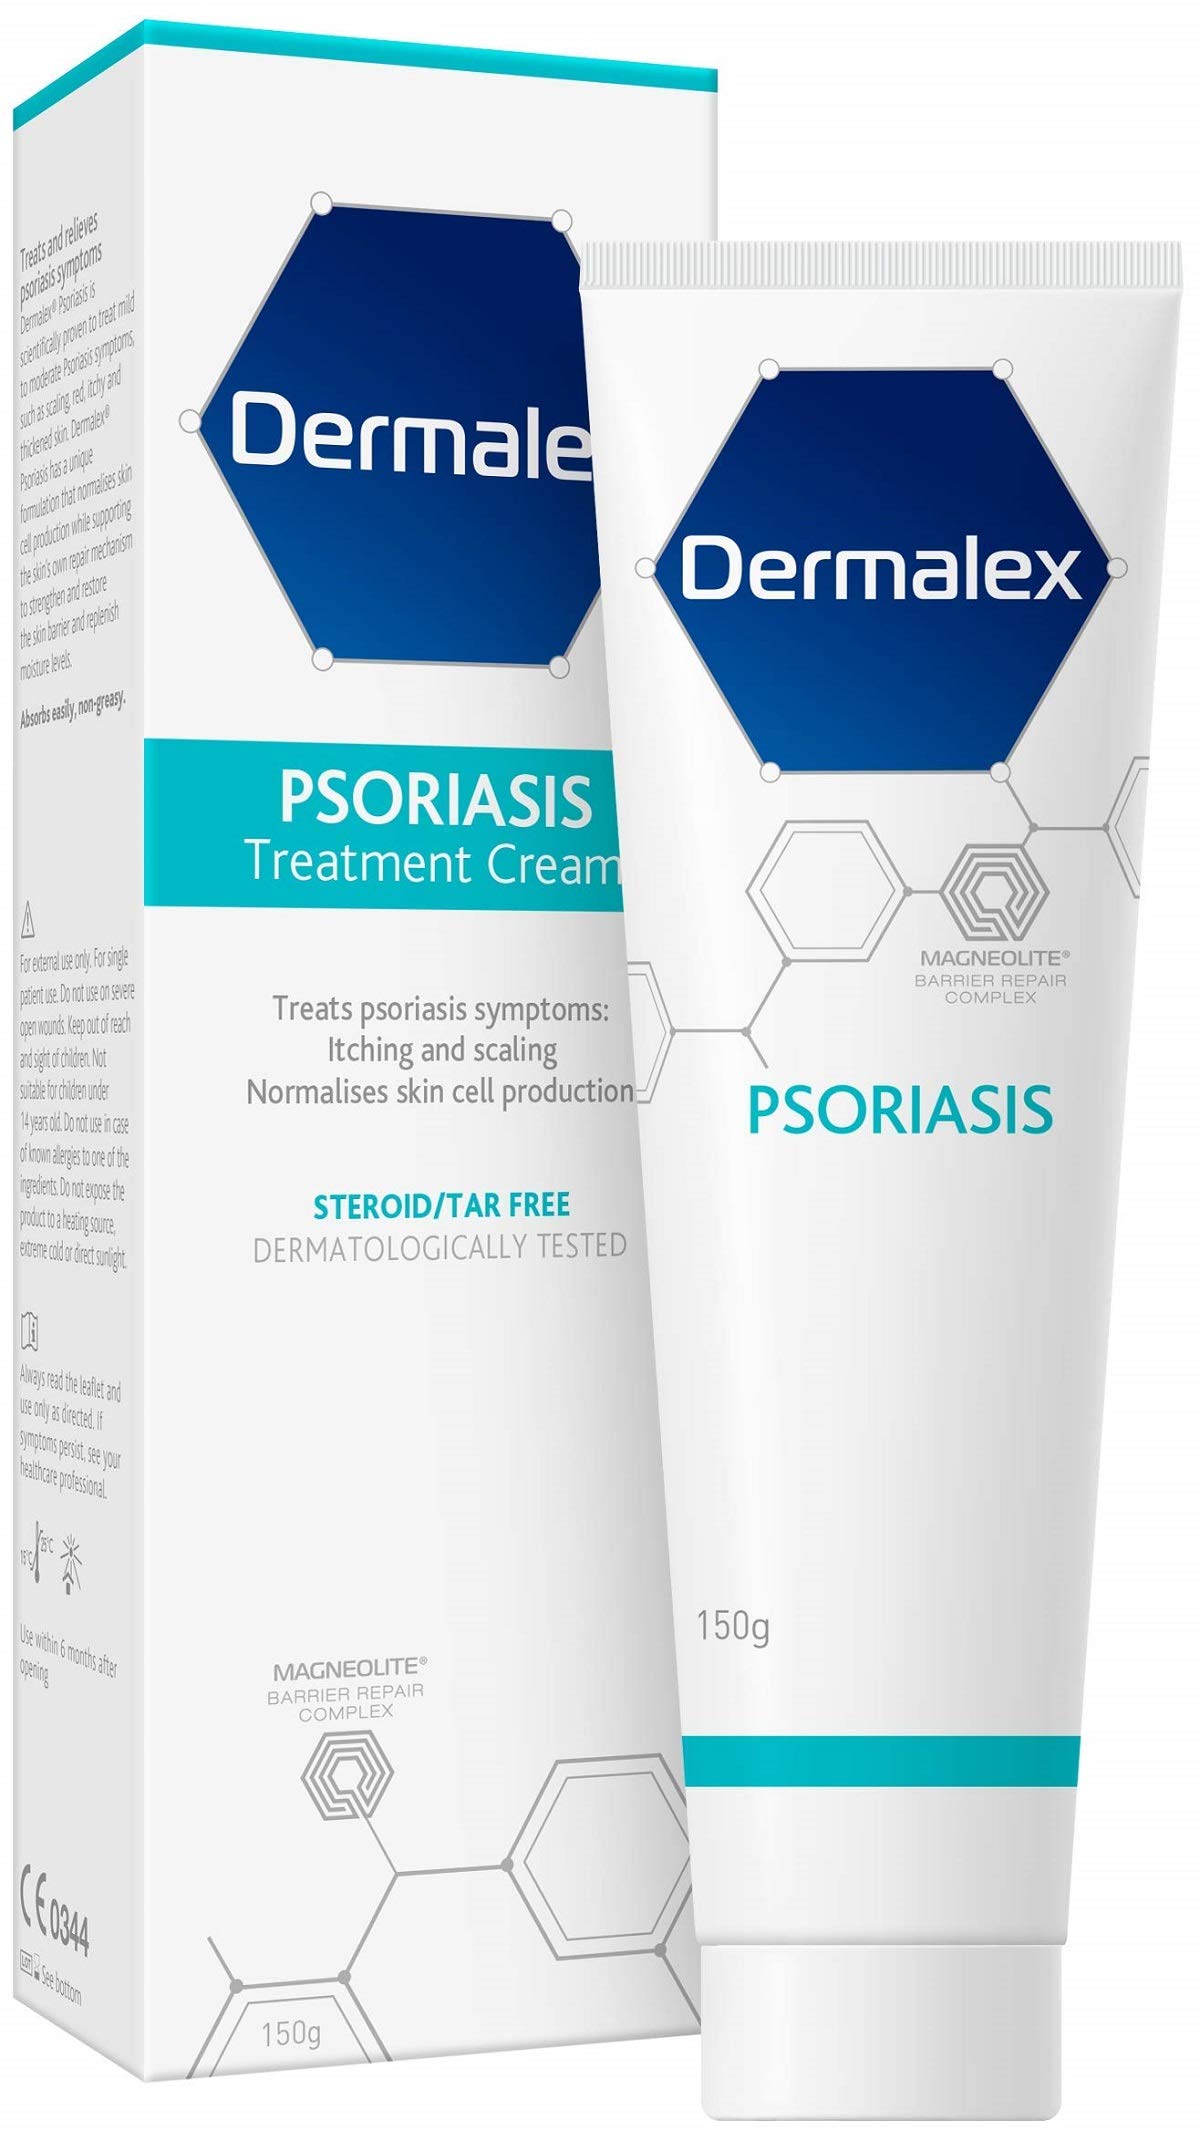 Treats and relieves
psoriasis symptoms
Dermalex® Psoriasis is
scientifically proven to treat mild
to moderate Psoriasis symptoms,
such as scaling, red, itchy and
thickened skin. Dermalex®
Psoriasis has a unique
formulation that normalises skin
cell production while supporting
the skin's own repair mechanism
to strengthen and restore
the skin barrier and replenish
moisture levels.
Absorbs easily, non-greasy.
For external use only. For single
patient use. Do not use on severe
open wounds. Keep out of reach
and sight of children. Not
suitable for children under
14 years old. Do not use in case
of known allergies to one of the
ingredients. Do not expose the
product to a heating source,
extreme cold or direct sunlight.
Always read the leaflet and
use only as directed. If
symptoms persist, see your
healthcare professional.
15°C 25°C
Use within 6 months after
opening
CE 0344
LOT See bottom
Dermale
PSORIASIS
Treatment Cream
Treats psoriasis symptoms:
Itching and scaling
Normalises skin cell production
STEROID/TAR FREE
DERMATOLOGICALLY TESTED
MAGNEOLITE®
BARRIER REPAIR
COMPLEX
150g
Dermalex
MAGNEOLITE®
BARRIER REPAIR
COMPLEX
PSORIASIS
150g